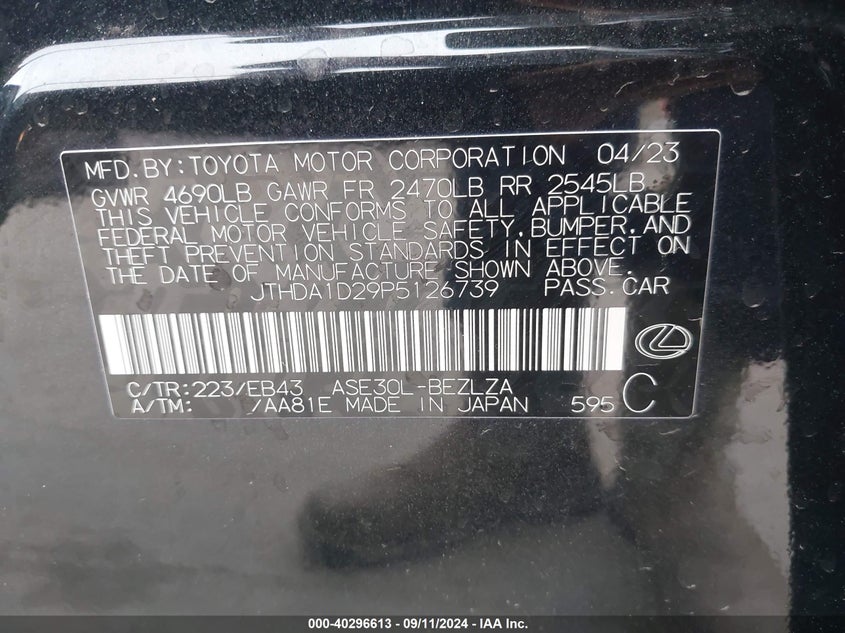 MFD.BY:TOYOTA MOTOR CORPORATION 04/23
GVWR 4690LB GAWR FR 2470LB RR 2545LB
THIS VEHICLE CONFORMS TO ALL APPLICABLE
FEDERAL MOTOR VEHICLE SAFETY,BUMPER,AND
THEFT PREVENTION STANDARDS IN EFFECT ON
THE DATE OF MANUFACTURE SHOWN ABOVE.
JTHDA1D29P5126739 PASS.CAR
C/TR:223/EB43 ASE30L-BEZLZA
A/TM: /AA81E MADE IN JAPAN 595 C
000-40296613 - 09/11/2024 - IAA Inc.